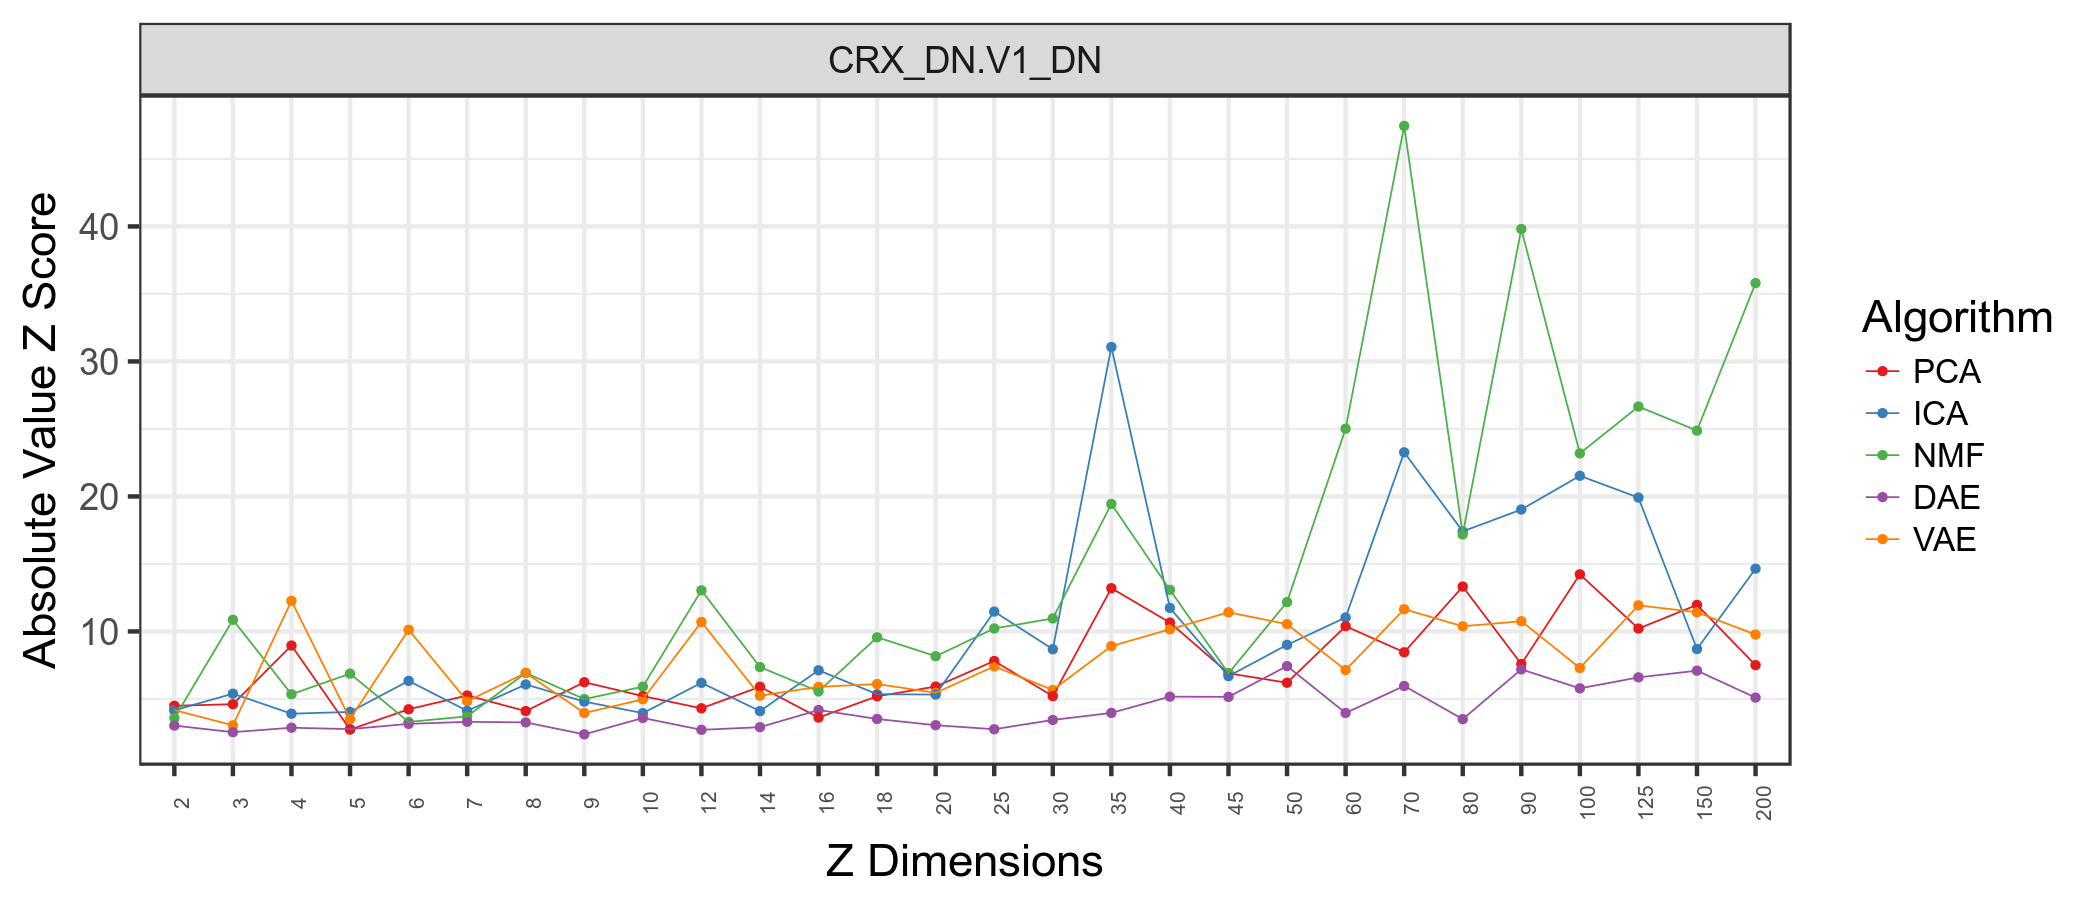 CRX_DN.V1_DN
Absolute Value Z Score
40
30
20
10
2 3 4 5 6 7 8 9 10 12 14 16 18 20 25 30 35 40 45 50 60 70 80 90 100 125 150 200
Z Dimensions
Algorithm
PCA
ICA
NMF
DAE
VAE